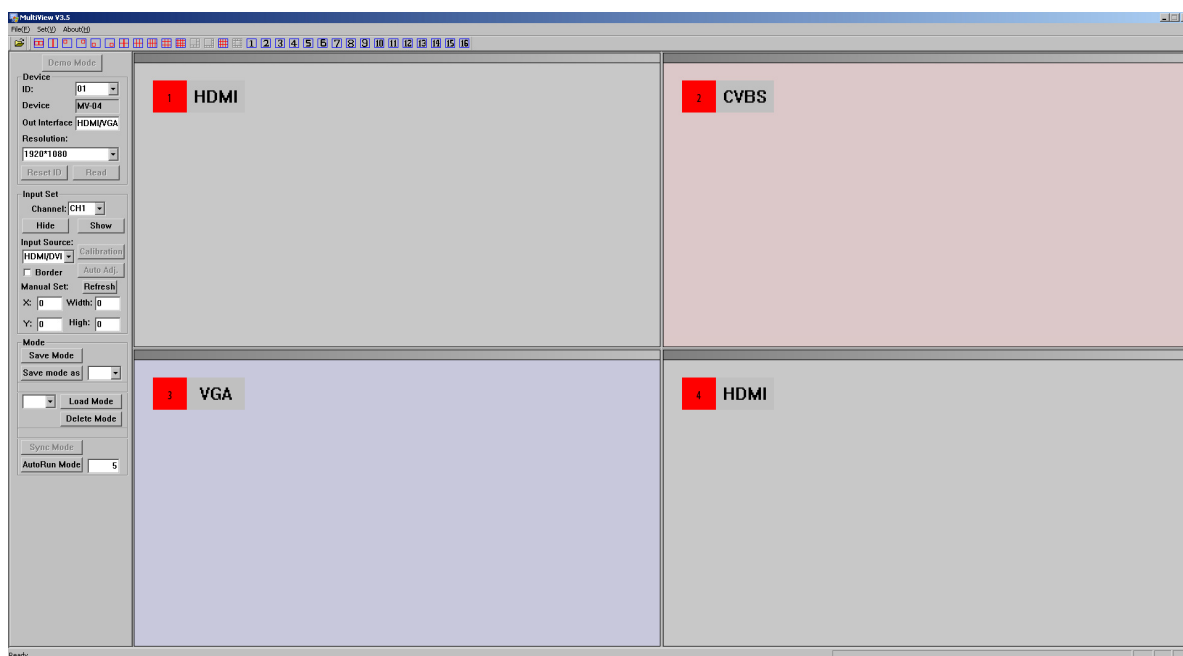 MultiView V3.5
File(F) Set(V) About(H)
1 2 3 4 5 6 7 8 9 10 11 12 13 14 15 16
Demo Mode
Device
ID: 01
Device MV-04
Out Interface HDMI/VGA
Resolution:
1920*1080
Reset ID Read
Input Set
Channel: CH1
Hide Show
Input Source:
HDMI/DVI Calibration
Border Auto Adj.
Manual Set: Refresh
X: 0 Width: 0
Y: 0 High: 0
Mode
Save Mode
Save mode as
Load Mode
Delete Mode
Sync Mode
AutoRun Mode 5
1 HDMI
2 CVBS
3 VGA
4 HDMI
Ready